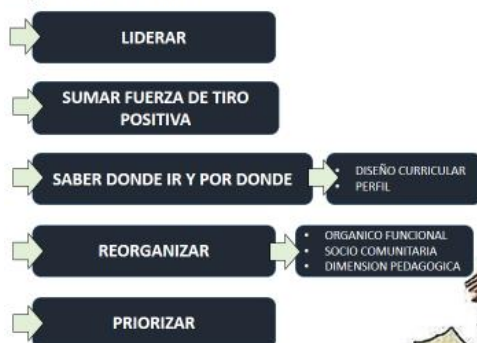 LIDERAR
SUMAR FUERZA DE TIRO
POSITIVA
SABER DONDE IR Y POR DONDE
• DISEÑO CURRICULAR
• PERFIL
REORGANIZAR
• ORGANICO FUNCIONAL
• SOCIO COMUNITARIA
• DIMENSION PEDAGOGICA
PRIORIZAR